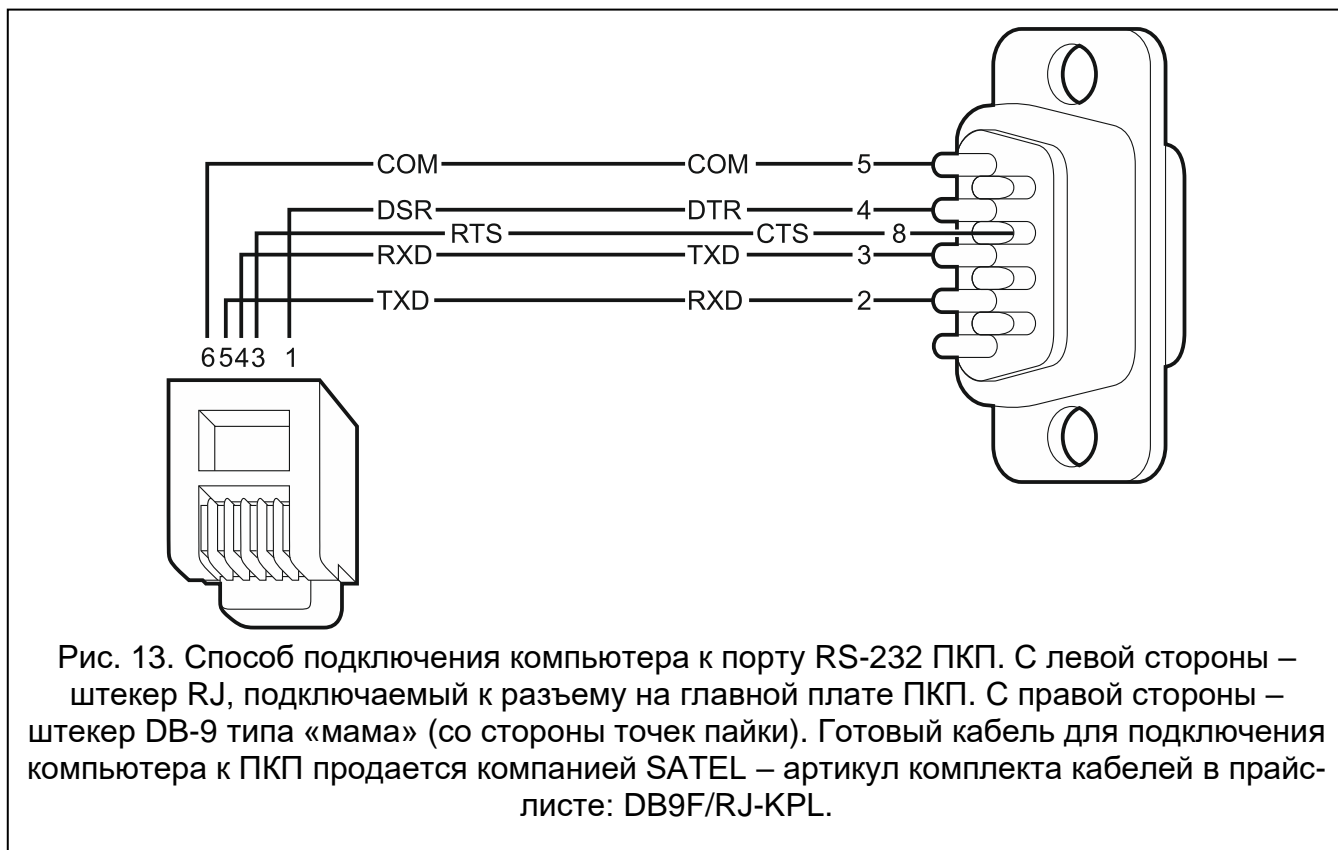 COM COM 5
DSR DTR 4
RTS CTS 8
RXD TXD 3
TXD RXD 2
6543 1
Рис. 13. Способ подключения компьютера к порту RS-232 ПКП. С левой стороны –
штекер RJ, подключаемый к разъему на главной плате ПКП. С правой стороны –
штекер DB-9 типа «мама» (со стороны точек пайки). Готовый кабель для подключения
компьютера к ПКП продается компанией SATEL – артикул комплекта кабелей в прайс-
листе: DB9F/RJ-KPL.